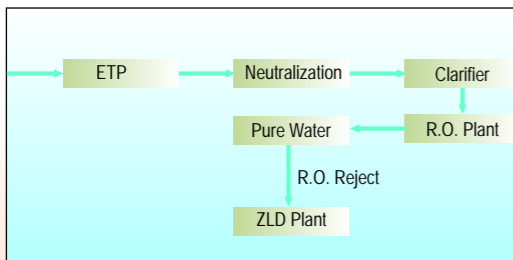 ETP
Neutralization
Clarifier
R.O. Plant
Pure Water
R.O. Reject
ZLD Plant